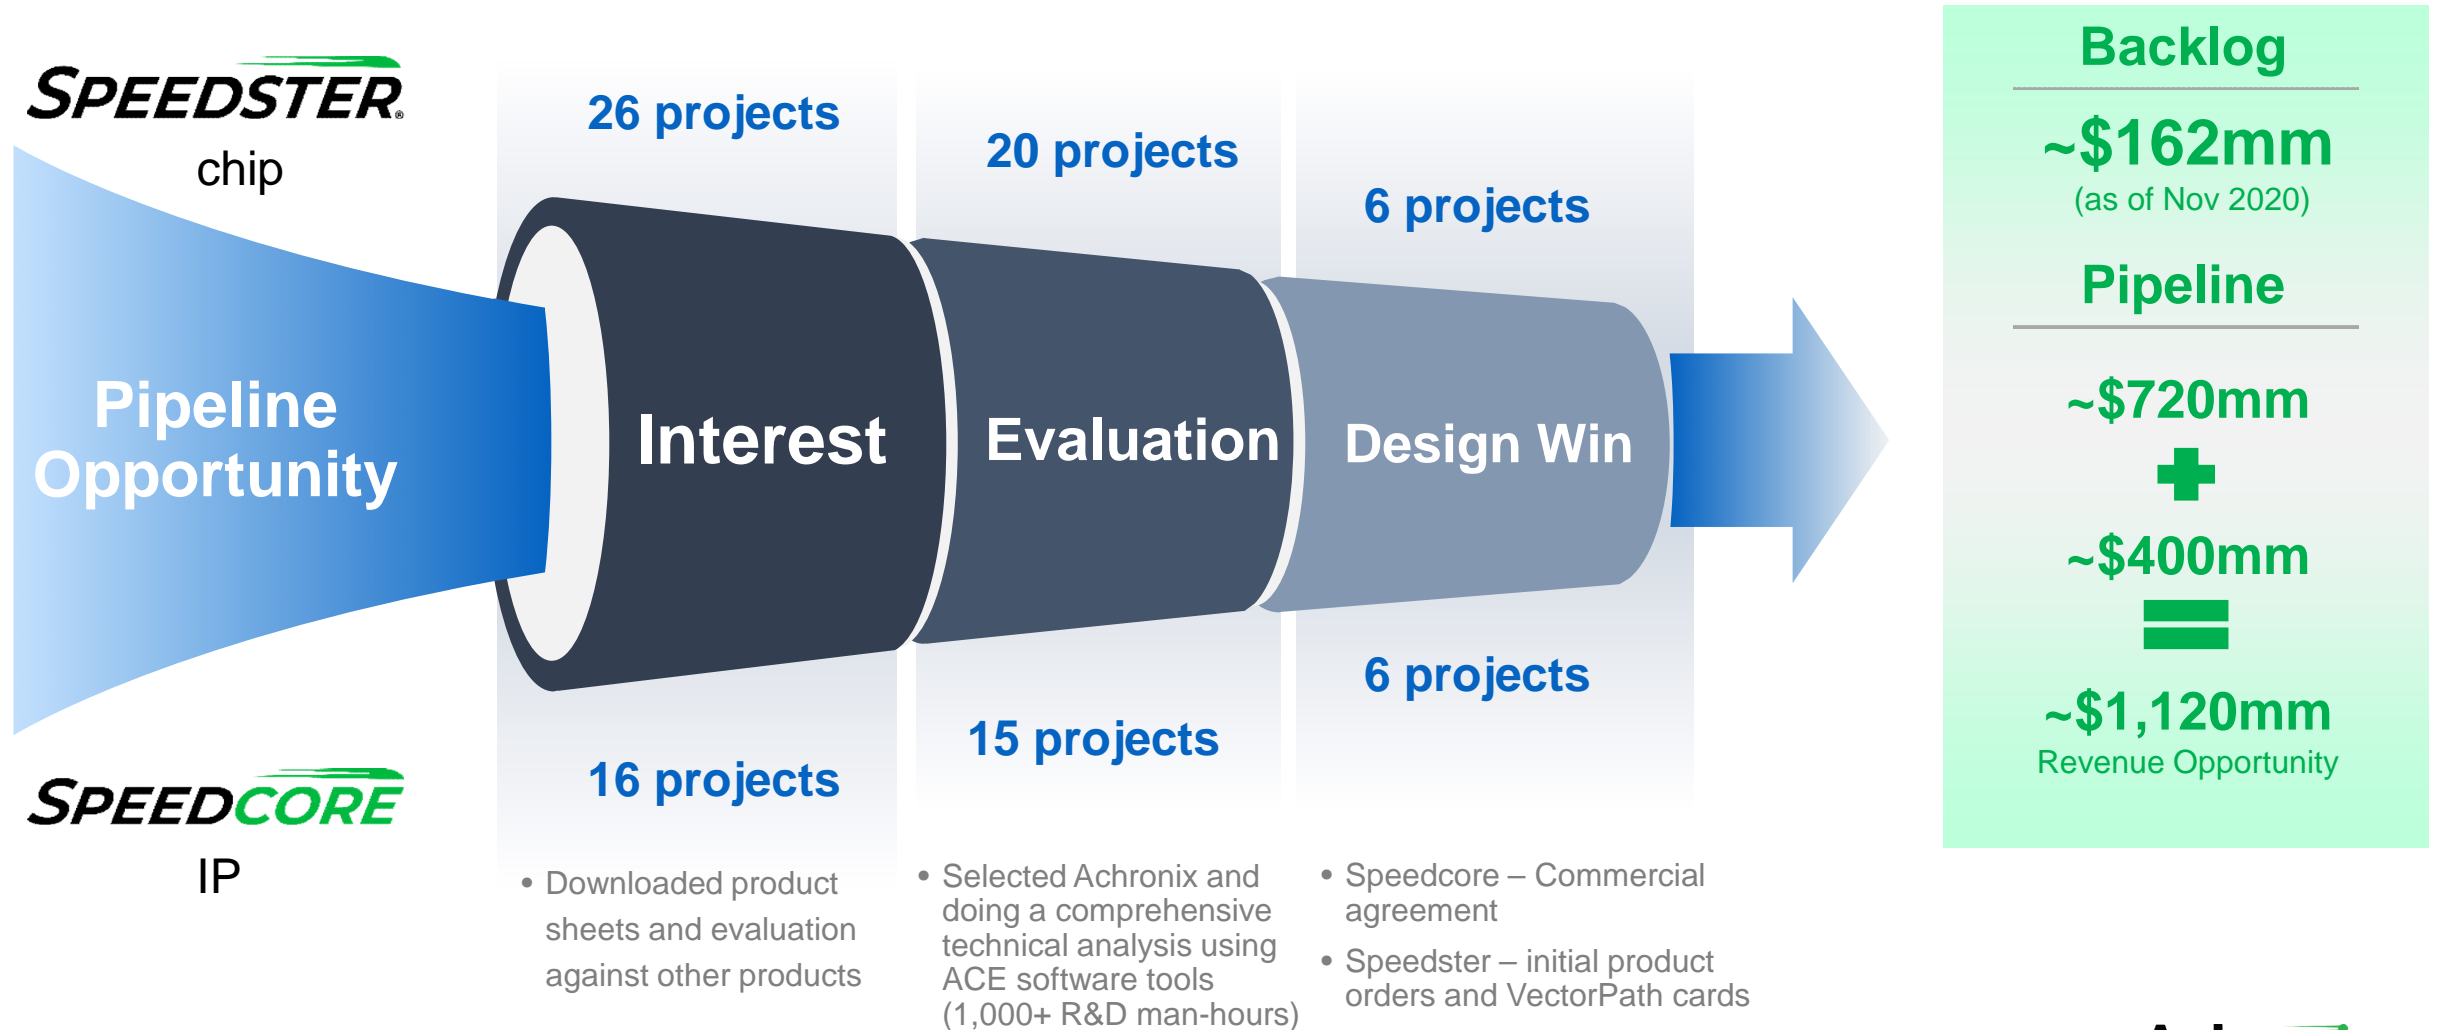 SPEEDSTER®
chip
Pipeline
Opportunity
SPEEDCORE
IP
26 projects
20 projects
6 projects
Interest
Evaluation
Design Win
16 projects
15 projects
6 projects
• Downloaded product
sheets and evaluation
against other products
• Selected Achronix and
doing a comprehensive
technical analysis using
ACE software tools
(1,000+ R&D man-hours)
• Speedcore – Commercial
agreement
• Speedster – initial product
orders and VectorPath cards
Backlog
~$162mm
(as of Nov 2020)
Pipeline
~$720mm
+
~$400mm
=
~$1,120mm
Revenue Opportunity